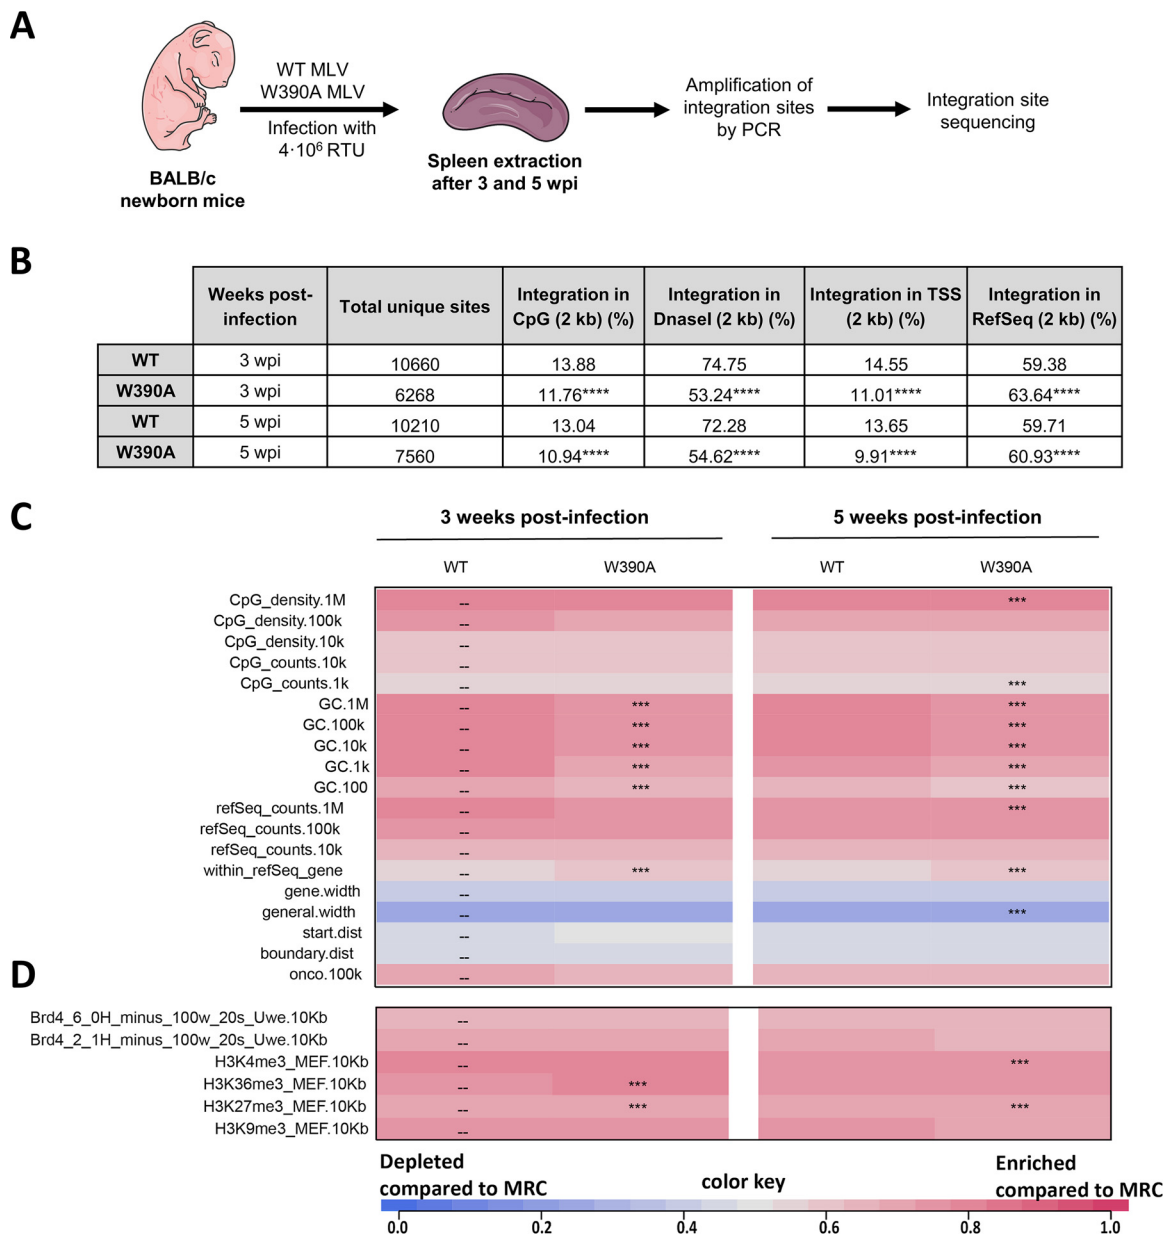 A
WT MLV
W390A MLV
Infection with
4·10⁶ RTU
BALB/c
newborn mice
Spleen extraction
after 3 and 5 wpi
Amplification of
integration sites
by PCR
Integration site
sequencing
B
Weeks post-infection Total unique sites Integration in CpG (2 kb) (%) Integration in DnaseI (2 kb) (%) Integration in TSS (2 kb) (%) Integration in RefSeq (2 kb) (%)
WT 3 wpi 10660 13.88 74.75 14.55 59.38
W390A 3 wpi 6268 11.76**** 53.24**** 11.01**** 63.64****
WT 5 wpi 10210 13.04 72.28 13.65 59.71
W390A 5 wpi 7560 10.94**** 54.62**** 9.91**** 60.93****
C
3 weeks post-infection 5 weeks post-infection
WT W390A WT W390A
CpG_density.1M -- ***
CpG_density.100k --
CpG_density.10k --
CpG_counts.10k --
CpG_counts.1k -- ***
GC.1M -- *** ***
GC.100k -- *** ***
GC.10k -- *** ***
GC.1k -- *** ***
GC.100 -- *** ***
refSeq_counts.1M -- ***
refSeq_counts.100k --
refSeq_counts.10k --
within_refSeq_gene -- *** ***
gene.width --
general.width -- ***
start.dist --
boundary.dist --
onco.100k --
D
Brd4_6_0H_minus_100w_20s_Uwe.10Kb --
Brd4_2_1H_minus_100w_20s_Uwe.10Kb --
H3K4me3_MEF.10Kb -- ***
H3K36me3_MEF.10Kb -- ***
H3K27me3_MEF.10Kb -- *** ***
H3K9me3_MEF.10Kb --
Depleted
compared to MRC
color key
Enriched
compared to MRC
0.0 0.2 0.4 0.6 0.8 1.0